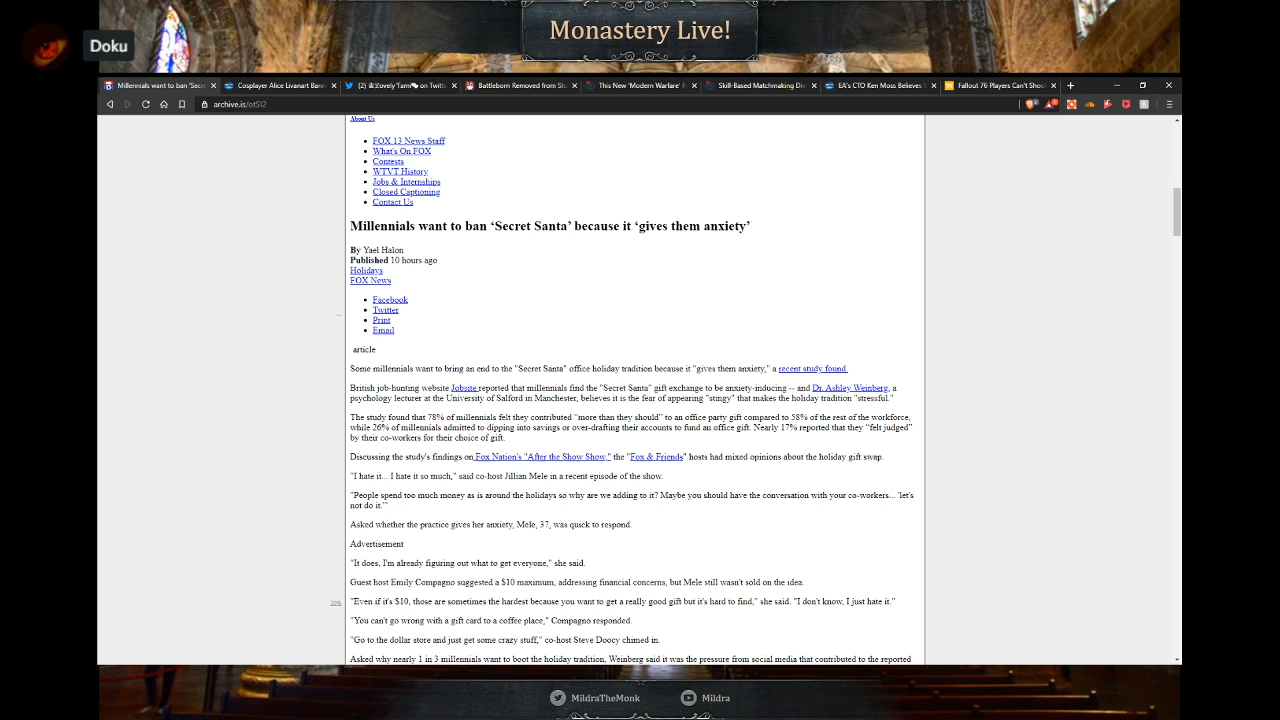 Monastery Live!
Doku
Millennials want to ban 'Secre
Cosplayer Alice Livanart Bann
on Twitte
Battleborn Removed from Sto
This New 'Modern Warfare' P
Skill-Based Matchmaking Div
EA's CTO Ken Moss Believes
Fallout 76 Players Can't Shou
archive.is/otSI2
About Us
FOX 13 News Staff
What's On FOX
Contests
WTVT History
Jobs & Internships
Closed Captioning
Contact Us
Millennials want to ban ‘Secret Santa’ because it ‘gives them anxiety’
By Yael Halon
Published 10 hours ago
Holidays
FOX News
Facebook
Twitter
Print
Email
article
Some millennials want to bring an end to the "Secret Santa" office holiday tradition because it "gives them anxiety," a recent study found.
British job-hunting website Jobsite reported that millennials find the "Secret Santa" gift exchange to be anxiety-inducing -- and Dr. Ashley Weinberg, a
psychology lecturer at the University of Salford in Manchester, believes it is the fear of appearing "stingy" that makes the holiday tradition "stressful."
The study found that 78% of millennials felt they contributed “more than they should” to an office party gift compared to 58% of the rest of the workforce,
while 26% of millennials admitted to dipping into savings or over-drafting their accounts to fund an office gift. Nearly 17% reported that they “felt judged”
by their co-workers for their choice of gift.
Discussing the study's findings on Fox Nation's "After the Show Show," the "Fox & Friends" hosts had mixed opinions about the holiday gift swap.
"I hate it... I hate it so much," said co-host Jillian Mele in a recent episode of the show.
"People spend too much money as is around the holidays so why are we adding to it? Maybe you should have the conversation with your co-workers... 'let's
not do it.'"
Asked whether the practice gives her anxiety, Mele, 37, was quick to respond.
Advertisement
"It does, I'm already figuring out what to get everyone," she said.
Guest host Emily Compagno suggested a $10 maximum, addressing financial concerns, but Mele still wasn't sold on the idea.
20%
"Even if it's $10, those are sometimes the hardest because you want to get a really good gift but it's hard to find," she said. "I don't know, I just hate it."
"You can't go wrong with a gift card to a coffee place," Compagno responded.
"Go to the dollar store and just get some crazy stuff," co-host Steve Doocy chimed in.
Asked why nearly 1 in 3 millennials want to boot the holiday tradition, Weinberg said it was the pressure from social media that contributed to the reported
MildraTheMonk
Mildra